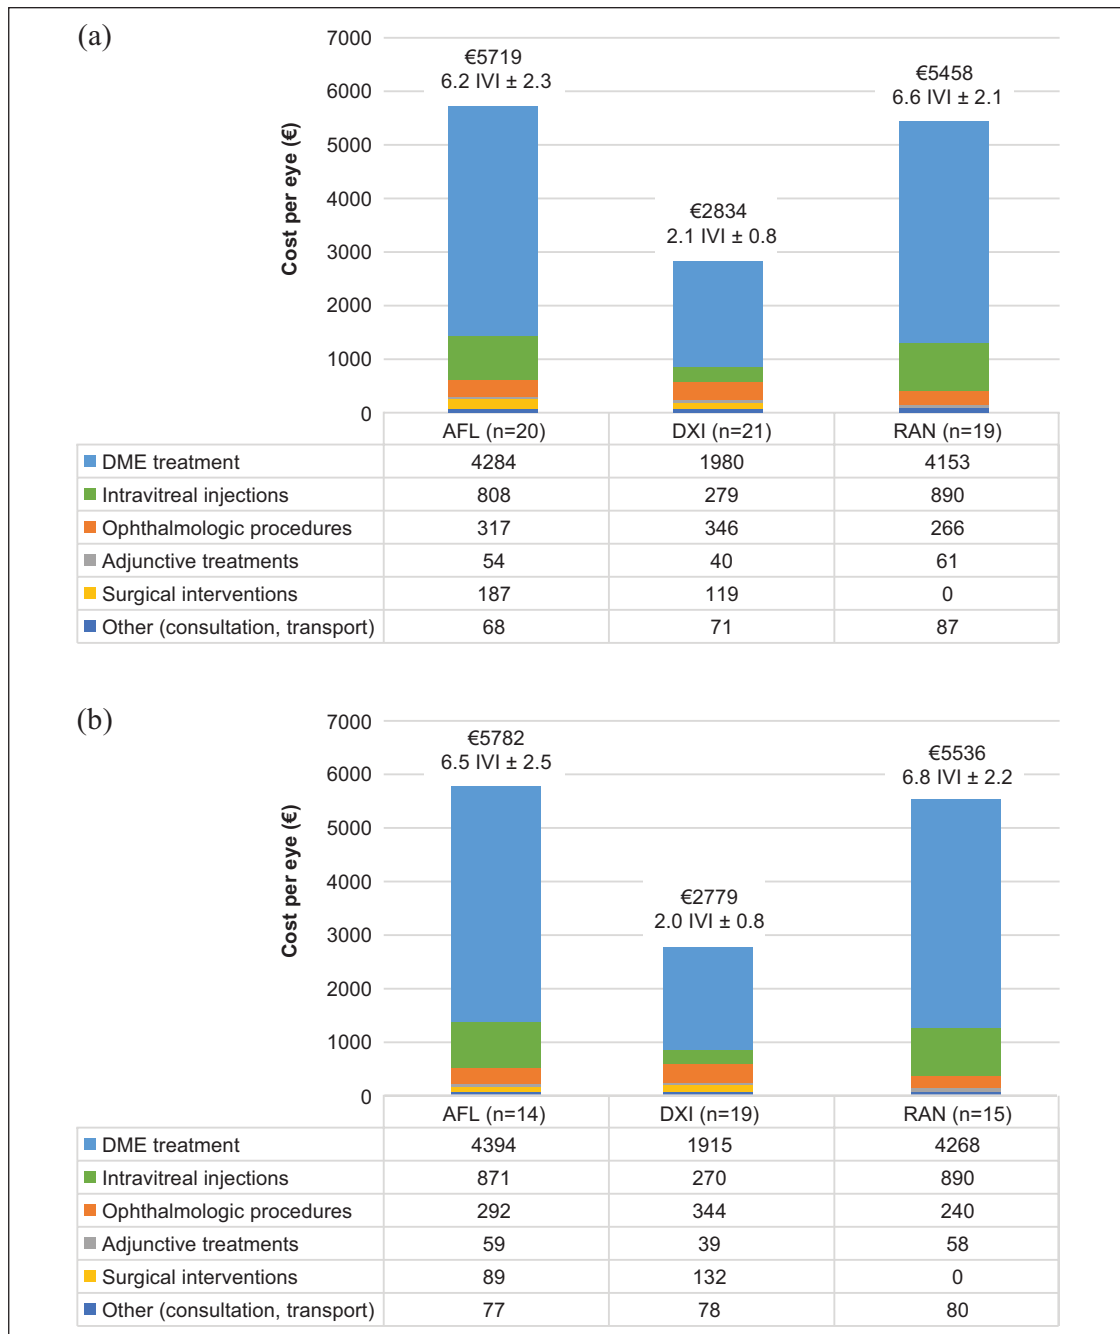 (a)
7000
6000
5000
4000
3000
2000
1000
0
Cost per eye (€)
€5719
6.2 IVI ± 2.3
€2834
2.1 IVI ± 0.8
€5458
6.6 IVI ± 2.1
AFL (n=20) DXI (n=21) RAN (n=19)
DME treatment 4284 1980 4153
Intravitreal injections 808 279 890
Ophthalmologic procedures 317 346 266
Adjunctive treatments 54 40 61
Surgical interventions 187 119 0
Other (consultation, transport) 68 71 87
(b)
7000
6000
5000
4000
3000
2000
1000
0
Cost per eye (€)
€5782
6.5 IVI ± 2.5
€2779
2.0 IVI ± 0.8
€5536
6.8 IVI ± 2.2
AFL (n=14) DXI (n=19) RAN (n=15)
DME treatment 4394 1915 4268
Intravitreal injections 871 270 890
Ophthalmologic procedures 292 344 240
Adjunctive treatments 59 39 58
Surgical interventions 89 132 0
Other (consultation, transport) 77 78 80